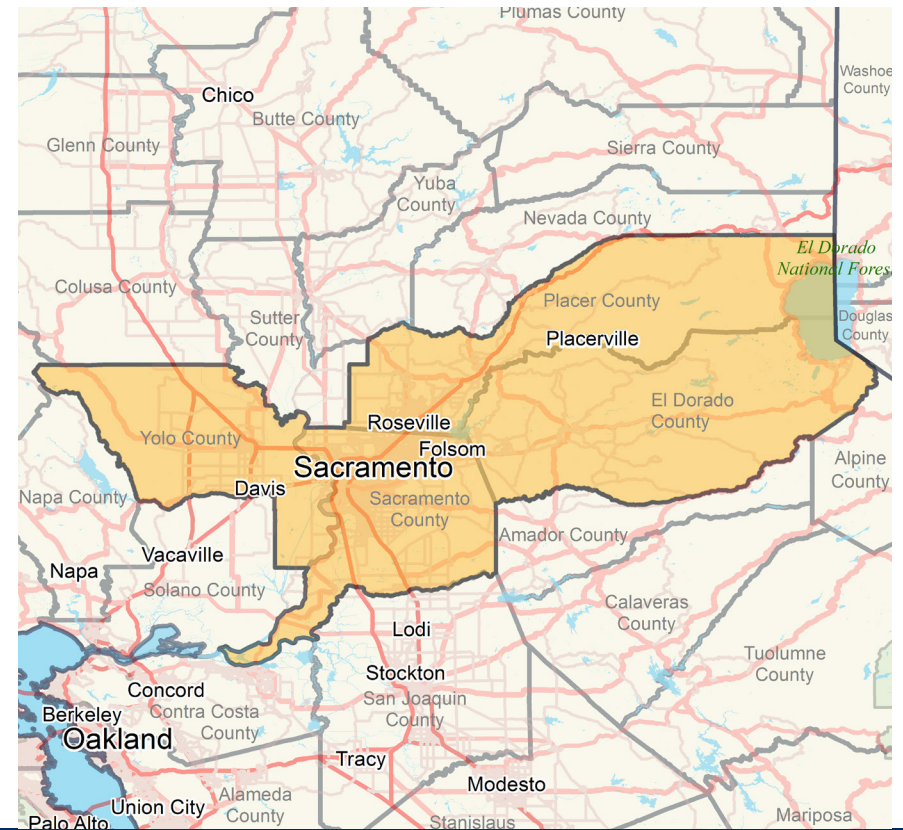 Plumas County
Washoe
County
Chico
Butte County
Glenn County
Sierra County
Yuba
County
Nevada County
El Dorado
National Fores
Colusa County
Placer County
Sutter
County
Douglas
County
Placerville
El Dorado
County
Roseville
Yolo County
Folsom
Sacramento
Alpine
County
Davis
Napa County
Sacramento
County
Amador County
Vacaville
Napa
Solano County
Calaveras
County
Lodi
Tuolumne
County
Stockton
Concord
San Joaquin
County
Berkeley
Contra Costa
County
Oakland
Tracy
Modesto
Union City
Alameda
County
Palo Alto
Stanislaus
Mariposa